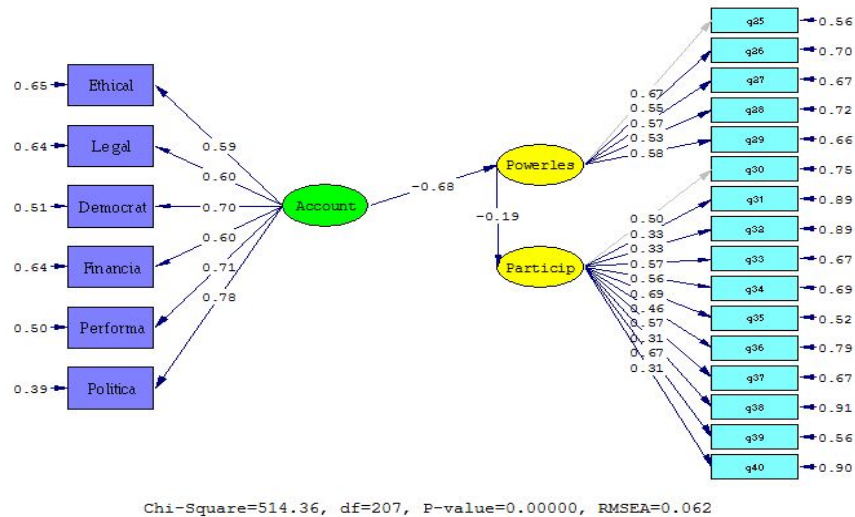 0.65
Ethical
0.64
Legal
0.51
Democrat
0.64
Financia
0.50
Performa
0.39
Politica
0.59
0.60
0.70
0.60
0.71
0.78
Account
-0.68
Powerles
-0.19
Particip
0.67
0.55
0.57
0.53
0.58
0.50
0.33
0.33
0.57
0.56
0.69
0.46
0.57
0.31
0.67
0.31
q25
0.56
q26
0.70
q27
0.67
q28
0.72
q29
0.66
q30
0.75
q31
0.89
q32
0.89
q33
0.67
q34
0.69
q35
0.52
q36
0.79
q37
0.67
q38
0.91
q39
0.56
q40
0.90
Chi-Square=514.36, df=207, P-value=0.00000, RMSEA=0.062